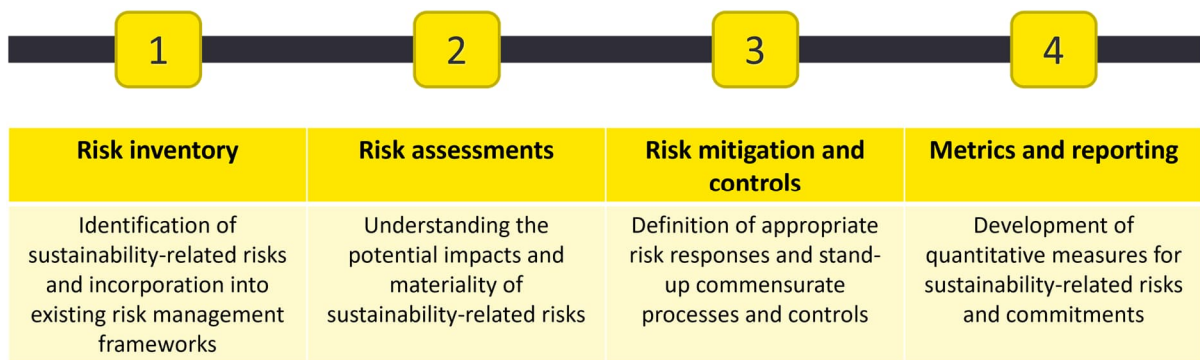 1
2
3
4
Risk inventory
Risk assessments
Risk mitigation and
controls
Metrics and reporting
Identification of
sustainability-related risks
and incorporation into
existing risk management
frameworks
Understanding the
potential impacts and
materiality of
sustainability-related risks
Definition of appropriate
risk responses and stand-
up commensurate
processes and controls
Development of
quantitative measures for
sustainability-related risks
and commitments